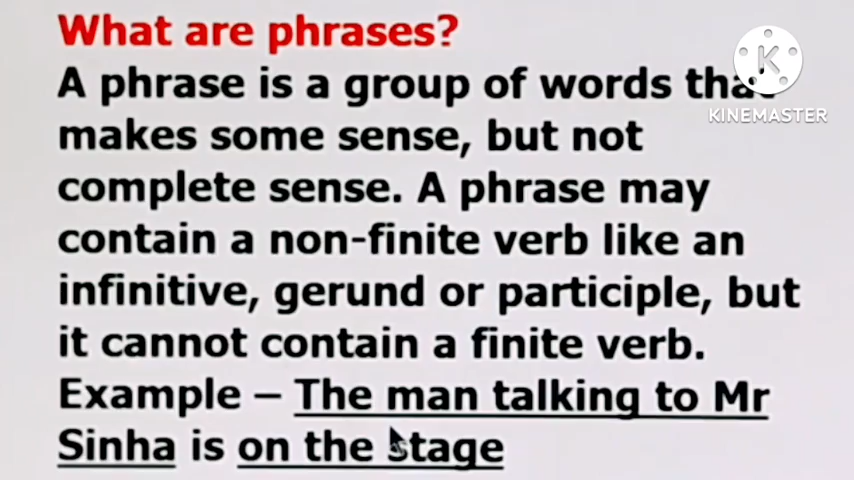 What are phrases?
A phrase is a group of words that
KINEMASTER
makes some sense, but not
complete sense. A phrase may
contain a non-finite verb like an
infinitive, gerund or participle, but
it cannot contain a finite verb.
Example – The man talking to Mr
Sinha is on the stage